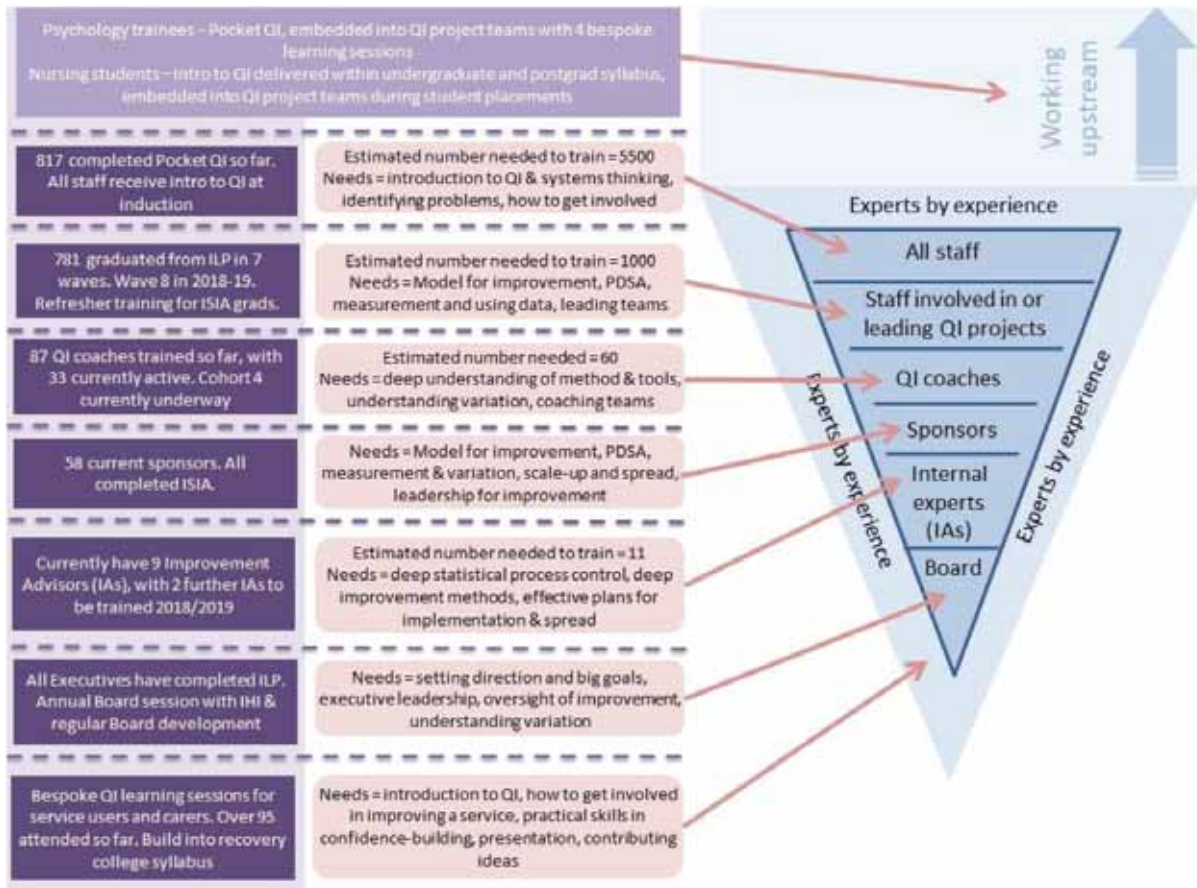 Psychology trainees – Pocket QI, embedded into QI project teams with 4 bespoke
learning sessions
Nursing students – intro to QI delivered within undergraduate and postgrad syllabus,
embedded into QI project teams during student placements
Working
upstream
817 completed Pocket QI so far.
All staff receive intro to QI at
induction
Estimated number needed to train = 5500
Needs = introduction to QI & systems thinking,
identifying problems, how to get involved
Experts by experience
All staff
781 graduated from ILP in 7
waves. Wave 8 in 2018-19.
Refresher training for ISIA grads.
Estimated number needed to train = 1000
Needs = Model for improvement, PDSA,
measurement and using data, leading teams
Staff involved in or
leading QI projects
87 QI coaches trained so far, with
33 currently active. Cohort 4
currently underway
Estimated number needed = 60
Needs = deep understanding of method & tools,
understanding variation, coaching teams
QI coaches
58 current sponsors. All
completed ISIA.
Needs = Model for improvement, PDSA,
measurement & variation, scale-up and spread,
leadership for improvement
Sponsors
Experts by experience
Experts by experience
Currently have 9 Improvement
Advisors (IAs), with 2 further IAs to
be trained 2018/2019
Estimated number needed to train = 11
Needs = deep statistical process control, deep
improvement methods, effective plans for
implementation & spread
Internal
experts
(IAs)
All Executives have completed ILP.
Annual Board session with IHI &
regular Board development
Needs = setting direction and big goals,
executive leadership, oversight of improvement,
understanding variation
Board
Bespoke QI learning sessions for
service users and carers. Over 95
attended so far. Build into recovery
college syllabus
Needs = introduction to QI, how to get involved
in improving a service, practical skills in
confidence-building, presentation, contributing
ideas